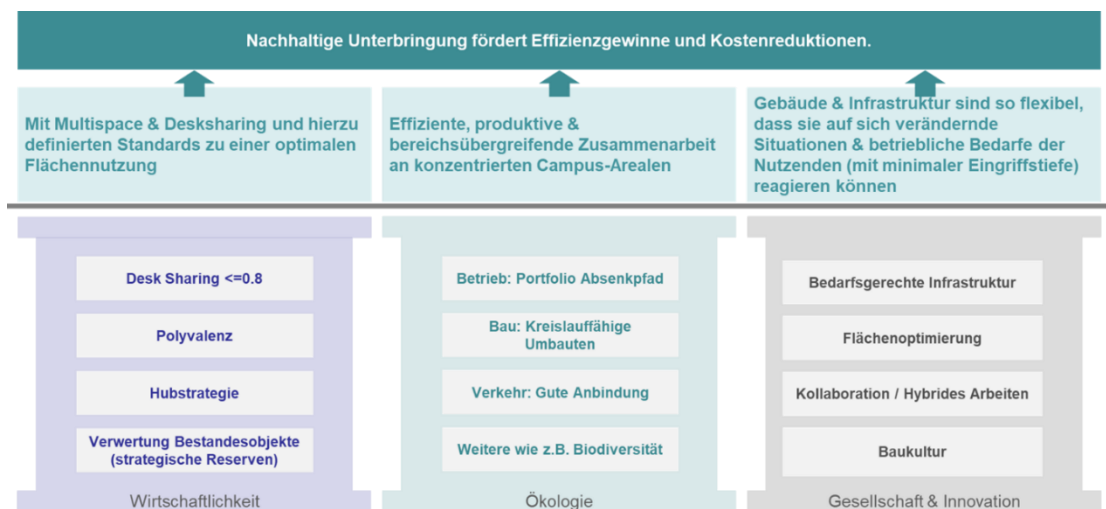 Nachhaltige Unterbringung fördert Effizienzgewinne und Kostenreduktionen.
Mit Multispace & Desksharing und hierzu
definierten Standards zu einer optimalen
Flächennutzung
Effiziente, produktive &
bereichsübergreifende Zusammenarbeit
an konzentrierten Campus-Arealen
Gebäude & Infrastruktur sind so flexibel,
dass sie auf sich verändernde
Situationen & betriebliche Bedarfe der
Nutzenden (mit minimaler Eingriffstiefe)
reagieren können
Desk Sharing <=0.8
Polyvalenz
Hubstrategie
Verwertung Bestandesobjekte
(strategische Reserven)
Wirtschaftlichkeit
Betrieb: Portfolio Absenkpfad
Bau: Kreislauffähige
Umbauten
Verkehr: Gute Anbindung
Weitere wie z.B. Biodiversität
Ökologie
Bedarfsgerechte Infrastruktur
Flächenoptimierung
Kollaboration / Hybrides Arbeiten
Baukultur
Gesellschaft & Innovation